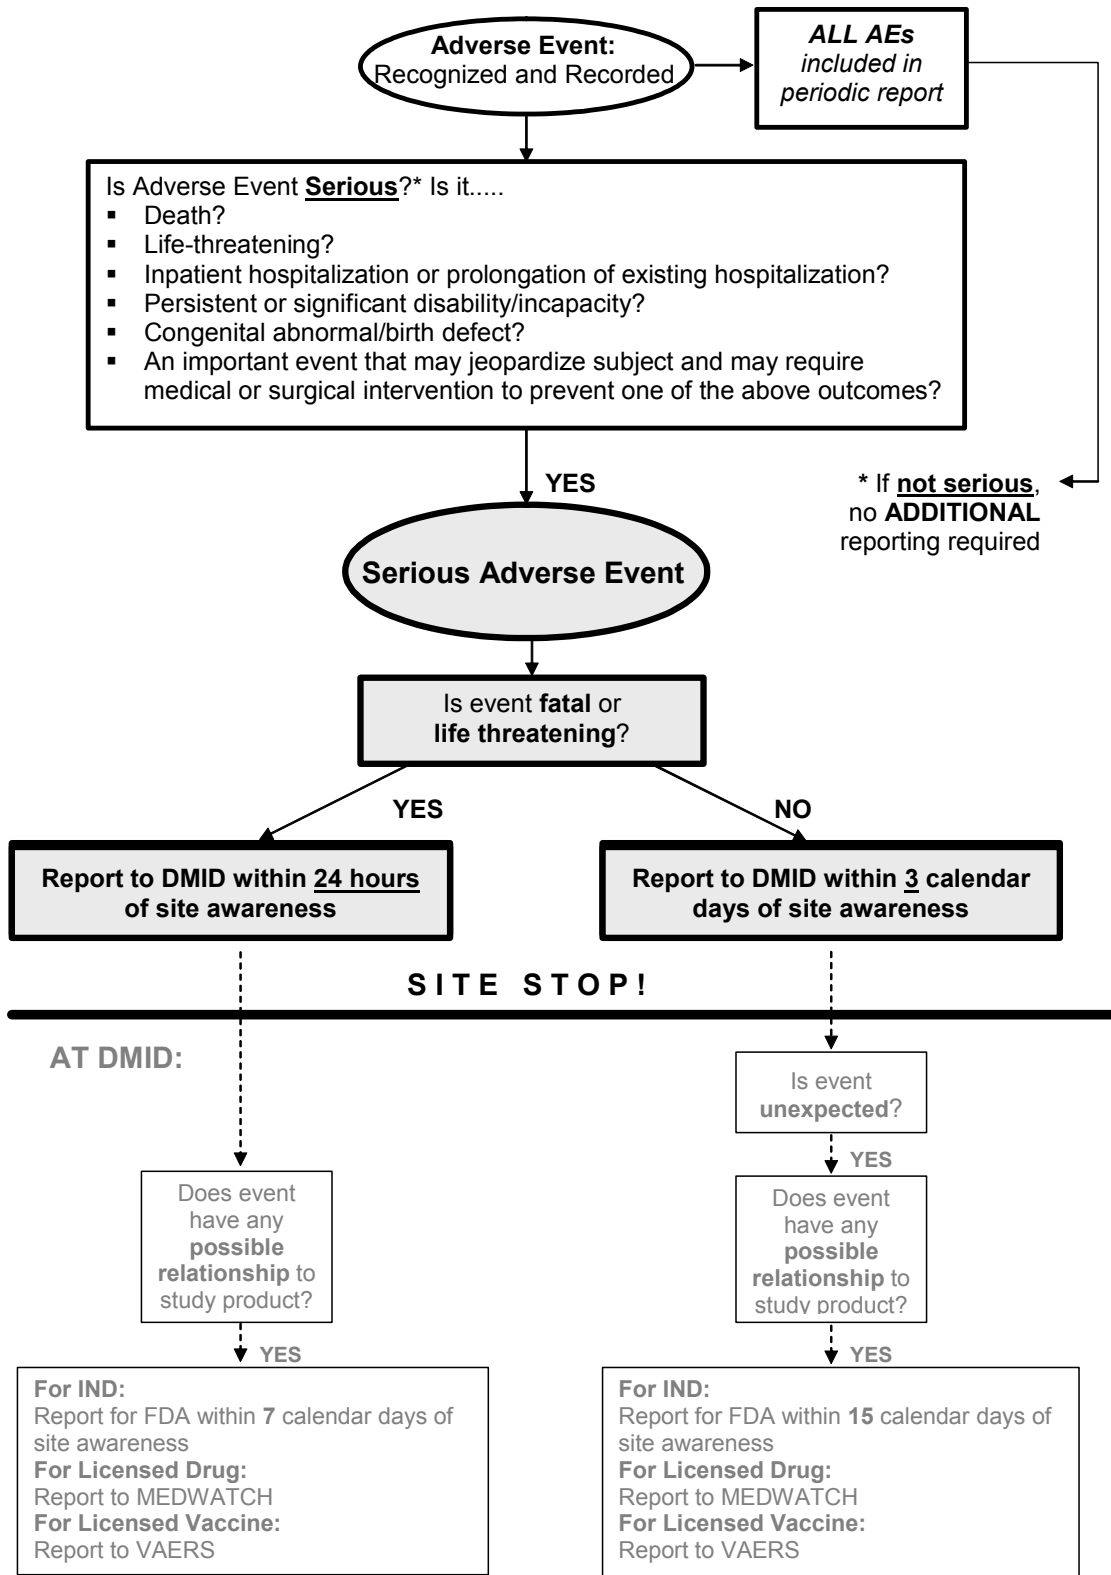 Adverse Event:
Recognized and Recorded
ALL AEs
included in
periodic report
Is Adverse Event Serious?* Is it.....
▪ Death?
▪ Life-threatening?
▪ Inpatient hospitalization or prolongation of existing hospitalization?
▪ Persistent or significant disability/incapacity?
▪ Congenital abnormal/birth defect?
▪ An important event that may jeopardize subject and may require
medical or surgical intervention to prevent one of the above outcomes?
YES
* If not serious,
no ADDITIONAL
reporting required
Serious Adverse Event
Is event fatal or
life threatening?
YES
NO
Report to DMID within 24 hours
of site awareness
Report to DMID within 3 calendar
days of site awareness
SITE STOP!
AT DMID:
Is event
unexpected?
YES
Does event
have any
possible
relationship to
study product?
Does event
have any
possible
relationship to
study product?
YES
YES
For IND:
Report for FDA within 7 calendar days of
site awareness
For Licensed Drug:
Report to MEDWATCH
For Licensed Vaccine:
Report to VAERS
For IND:
Report for FDA within 15 calendar days of
site awareness
For Licensed Drug:
Report to MEDWATCH
For Licensed Vaccine:
Report to VAERS